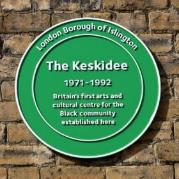 London Borough of Islington
The Keskidee
1971-1992
Britain's first arts and
cultural centre for the
Black community
established here